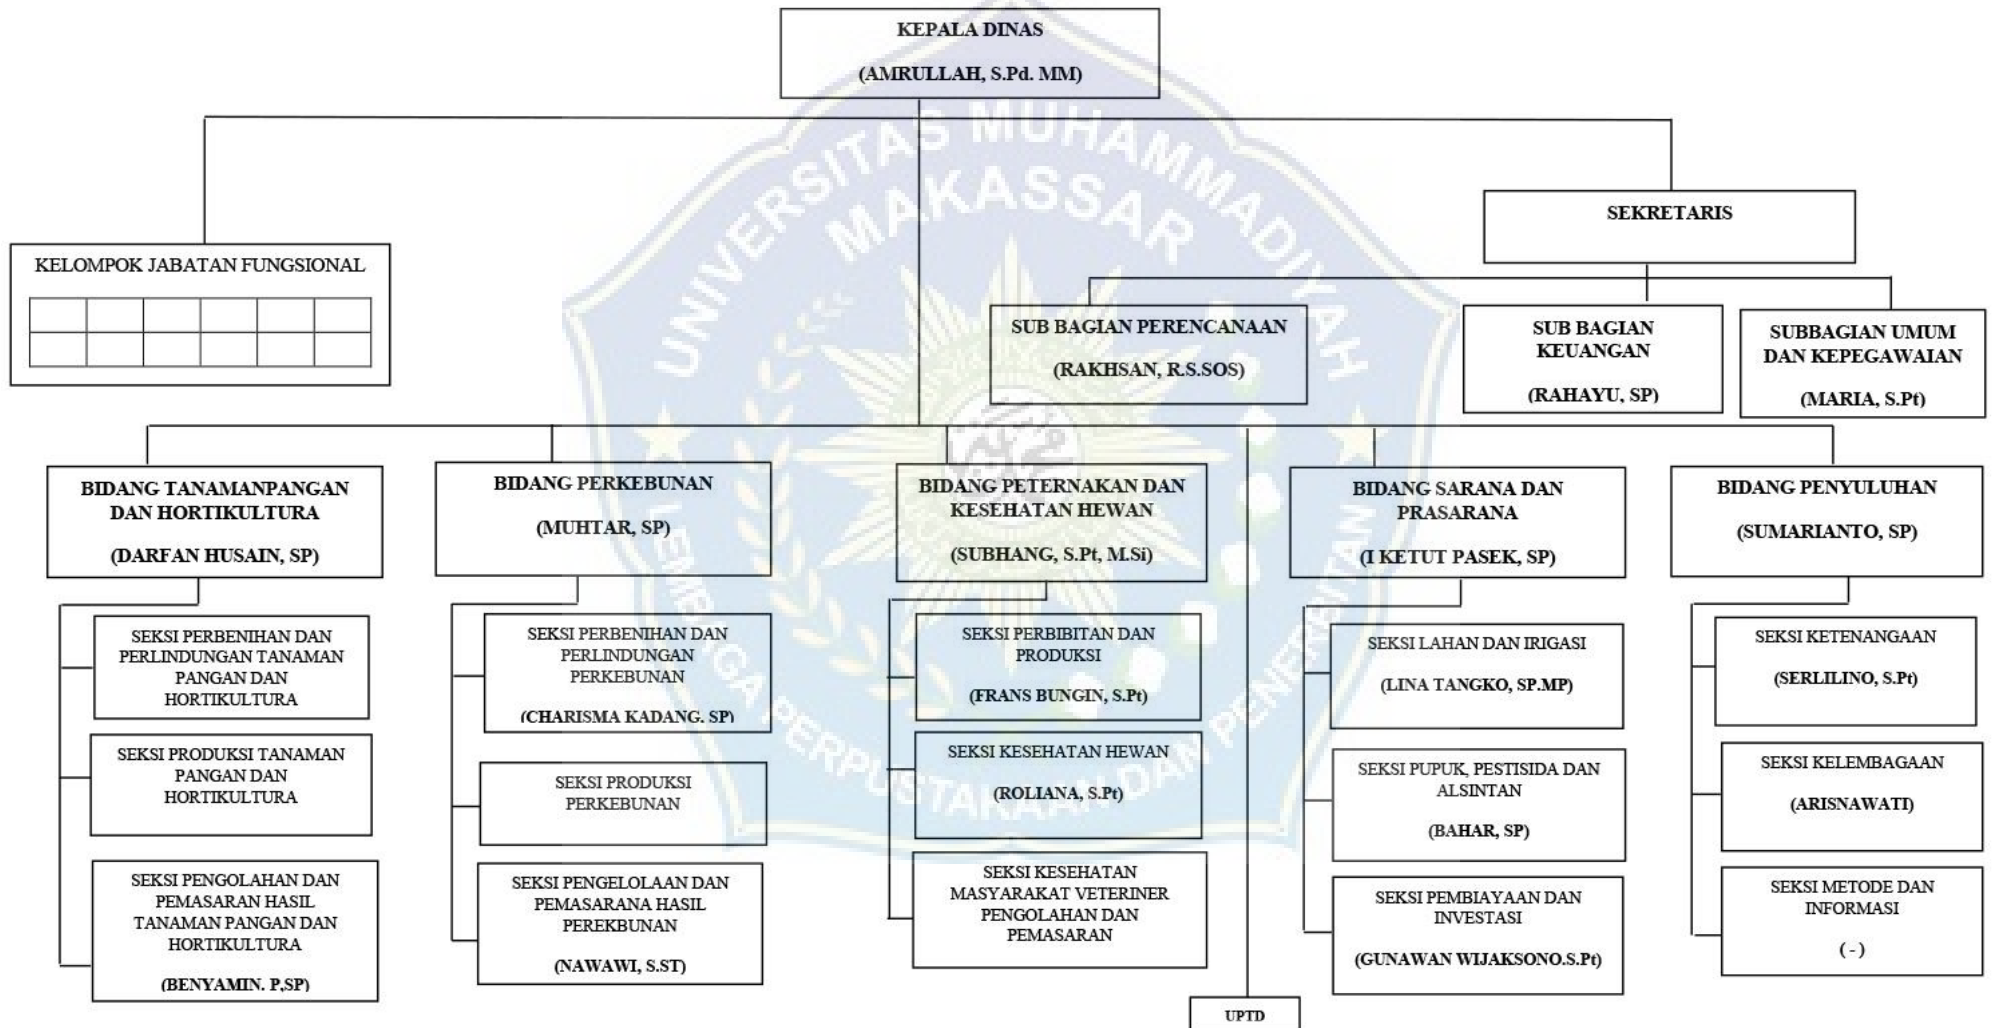 KEPALA DINAS
(AMRULLAH, S.Pd. MM)
UNIVERSITAS MUHAMMADIYAH
MAKASSAR
LEMBAGA PERPUSTAKAAN DAN PENERBITAN
SEKRETARIS
KELOMPOK JABATAN FUNGSIONAL
SUB BAGIAN PERENCANAAN
(RAKHSAN, R.S.SOS)
SUB BAGIAN
KEUANGAN
(RAHAYU, SP)
SUBBAGIAN UMUM
DAN KEPEGAWAIAN
(MARIA, S.Pt)
BIDANG TANAMANPANGAN
DAN HORTIKULTURA
(DARFAN HUSAIN, SP)
SEKSI PERBENIHAN DAN
PERLINDUNGAN TANAMAN
PANGAN DAN
HORTIKULTURA
SEKSI PRODUKSI TANAMAN
PANGAN DAN
HORTIKULTURA
SEKSI PENGOLAHAN DAN
PEMASARAN HASIL
TANAMAN PANGAN DAN
HORTIKULTURA
(BENYAMIN. P,SP)
BIDANG PERKEBUNAN
(MUHTAR, SP)
SEKSI PERBENIHAN DAN
PERLINDUNGAN
PERKEBUNAN
(CHARISMA KADANG. SP)
SEKSI PRODUKSI
PERKEBUNAN
SEKSI PENGELOLAAN DAN
PEMASARANA HASIL
PEREKBUNAN
(NAWAWI, S.ST)
BIDANG PETERNAKAN DAN
KESEHATAN HEWAN
(SUBHANG, S.Pt, M.Si)
SEKSI PERBIBITAN DAN
PRODUKSI
(FRANS BUNGIN, S.Pt)
SEKSI KESEHATAN HEWAN
(ROLIANA, S.Pt)
SEKSI KESEHATAN
MASYARAKAT VETERINER
PENGOLAHAN DAN
PEMASARAN
BIDANG SARANA DAN
PRASARANA
(I KETUT PASEK, SP)
SEKSI LAHAN DAN IRIGASI
(LINA TANGKO, SP.MP)
SEKSI PUPUK, PESTISIDA DAN
ALSINTAN
(BAHAR, SP)
SEKSI PEMBIAYAAN DAN
INVESTASI
(GUNAWAN WIJAKSONO.S.Pt)
BIDANG PENYULUHAN
(SUMARIANTO, SP)
SEKSI KETENANGAAN
(SERLILINO, S.Pt)
SEKSI KELEMBAGAAN
(ARISNAWATI)
SEKSI METODE DAN
INFORMASI
( - )
UPTD